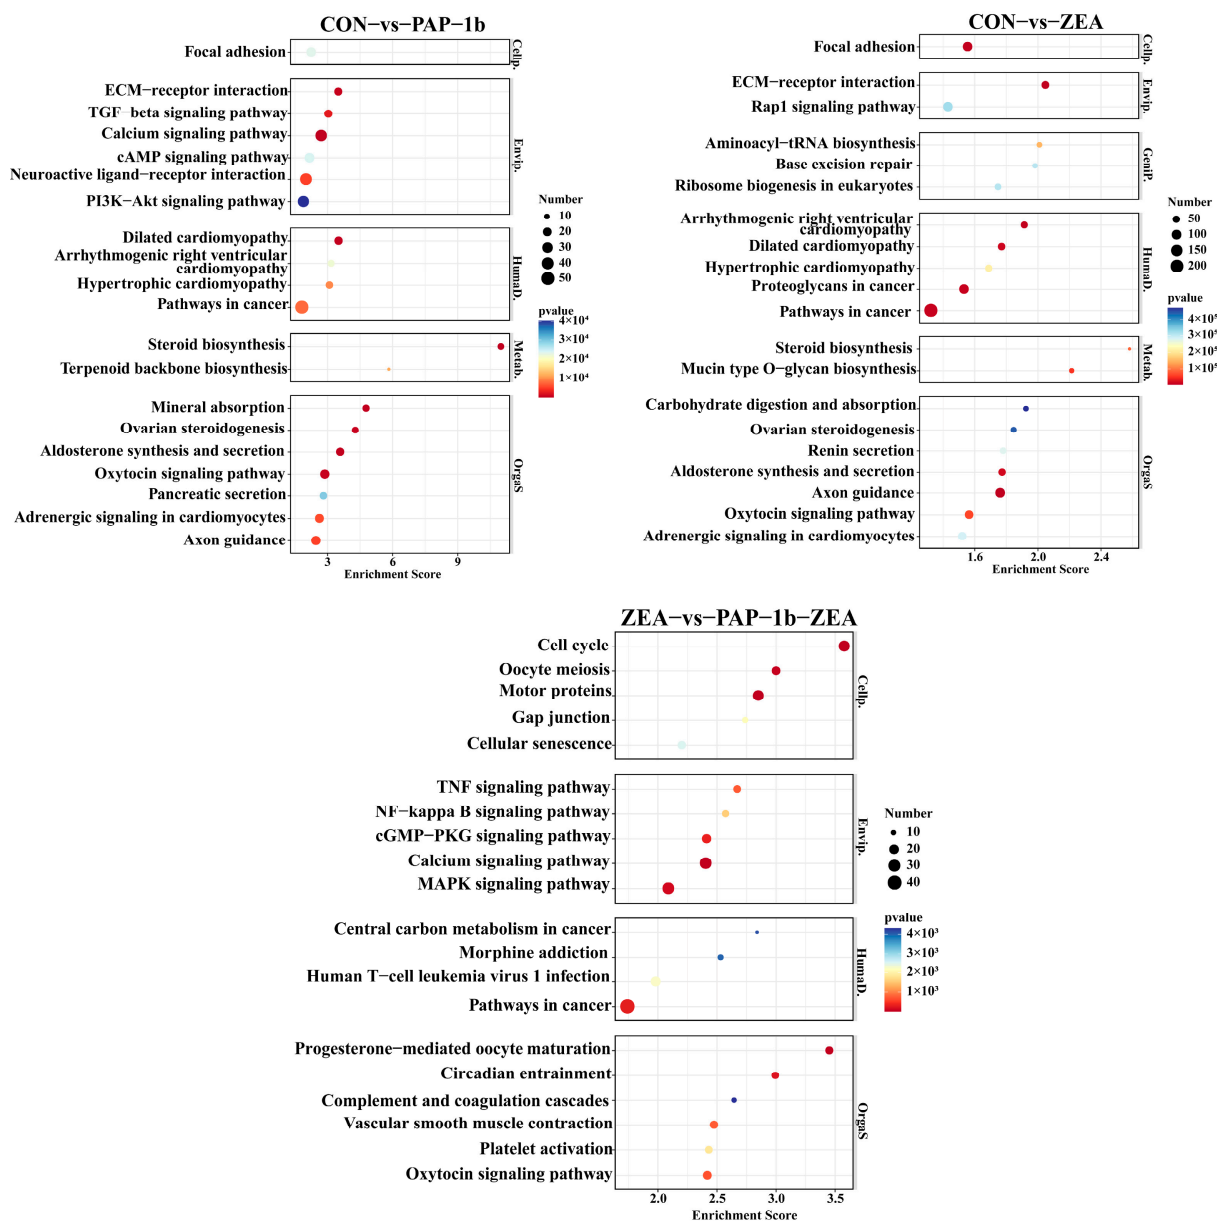 CON−vs−PAP−1b
Focal adhesion
Cellp.
ECM−receptor interaction
TGF−beta signaling pathway
Calcium signaling pathway
cAMP signaling pathway
Neuroactive ligand−receptor interaction
PI3K−Akt signaling pathway
Envip.
Dilated cardiomyopathy
Arrhythmogenic right ventricular
cardiomyopathy
Hypertrophic cardiomyopathy
Pathways in cancer
HumaD.
Steroid biosynthesis
Terpenoid backbone biosynthesis
Metab.
Mineral absorption
Ovarian steroidogenesis
Aldosterone synthesis and secretion
Oxytocin signaling pathway
Pancreatic secretion
Adrenergic signaling in cardiomyocytes
Axon guidance
OrgaS
3 6 9
Enrichment Score
Number
10
20
30
40
50
pvalue
4×10⁴
3×10⁴
2×10⁴
1×10⁴
CON−vs−ZEA
Focal adhesion
Cellp.
ECM−receptor interaction
Rap1 signaling pathway
Envip.
Aminoacyl−tRNA biosynthesis
Base excision repair
Ribosome biogenesis in eukaryotes
GeniP.
Arrhythmogenic right ventricular
cardiomyopathy
Dilated cardiomyopathy
Hypertrophic cardiomyopathy
Proteoglycans in cancer
Pathways in cancer
HumaD.
Steroid biosynthesis
Mucin type O−glycan biosynthesis
Metab.
Carbohydrate digestion and absorption
Ovarian steroidogenesis
Renin secretion
Aldosterone synthesis and secretion
Axon guidance
Oxytocin signaling pathway
Adrenergic signaling in cardiomyocytes
OrgaS
1.6 2.0 2.4
Enrichment Score
Number
50
100
150
200
pvalue
4×10⁵
3×10⁵
2×10⁵
1×10⁵
ZEA−vs−PAP−1b−ZEA
Cell cycle
Oocyte meiosis
Motor proteins
Gap junction
Cellular senescence
Cellp.
TNF signaling pathway
NF−kappa B signaling pathway
cGMP−PKG signaling pathway
Calcium signaling pathway
MAPK signaling pathway
Envip.
Central carbon metabolism in cancer
Morphine addiction
Human T−cell leukemia virus 1 infection
Pathways in cancer
HumaD.
Progesterone−mediated oocyte maturation
Circadian entrainment
Complement and coagulation cascades
Vascular smooth muscle contraction
Platelet activation
Oxytocin signaling pathway
OrgaS
2.0 2.5 3.0 3.5
Enrichment Score
Number
10
20
30
40
pvalue
4×10³
3×10³
2×10³
1×10³